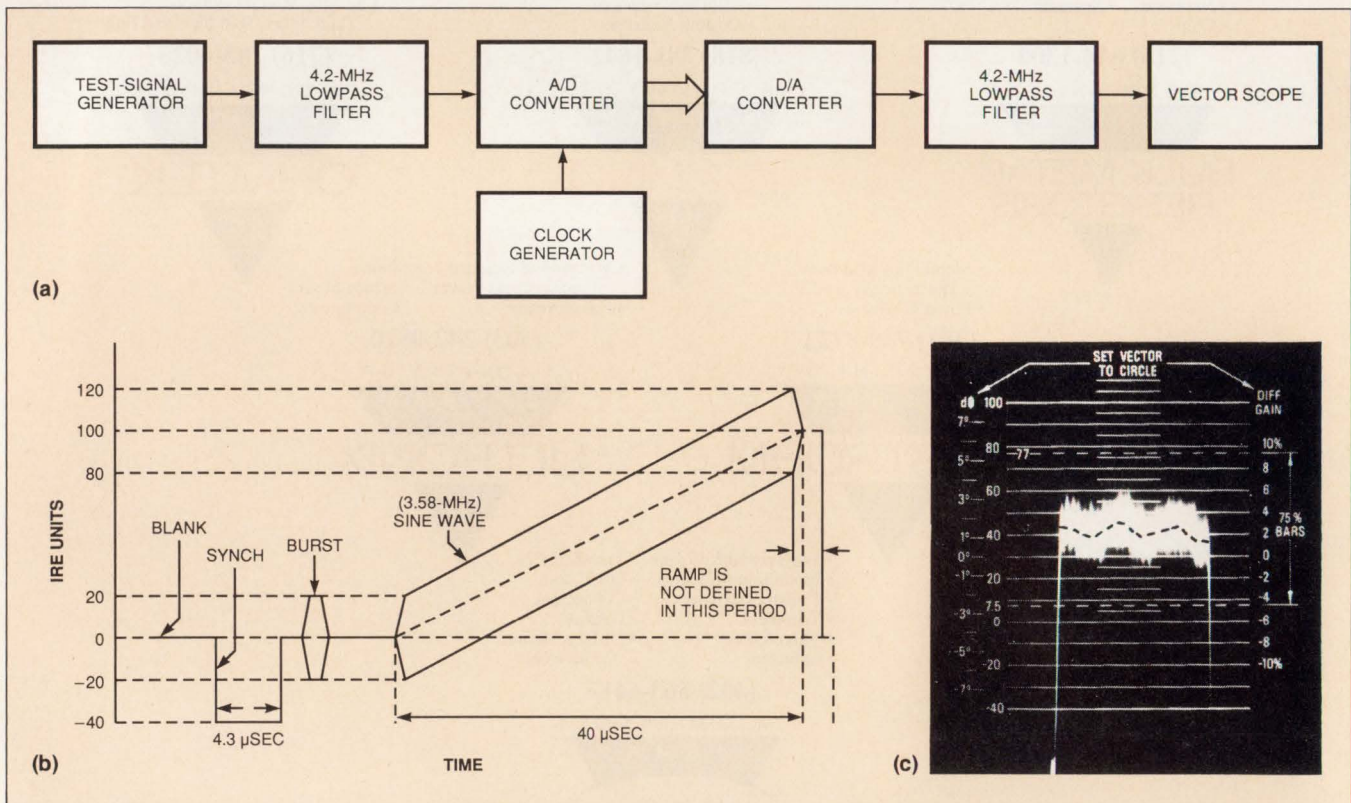 TEST-SIGNAL
GENERATOR
4.2-MHz
LOWPASS
FILTER
A/D
CONVERTER
D/A
CONVERTER
4.2-MHz
LOWPASS
FILTER
VECTOR SCOPE
CLOCK
GENERATOR
(a)
IRE UNITS
120
100
80
20
0
−20
−40
BLANK
SYNCH
BURST
(3.58-MHz)
SINE WAVE
RAMP IS
NOT DEFINED
IN THIS PERIOD
4.3 μSEC
40 μSEC
TIME
(b)
SET VECTOR
TO CIRCLE
100
80
77
60
40
20
7.5
0
-20
-40
7°
5°
3°
1°
0°
-1°
-3°
-5°
-7°
DIFF
GAIN
10%
8
6
4
2
0
-2
-4
-6
-8
-10%
75%
BARS
(c)